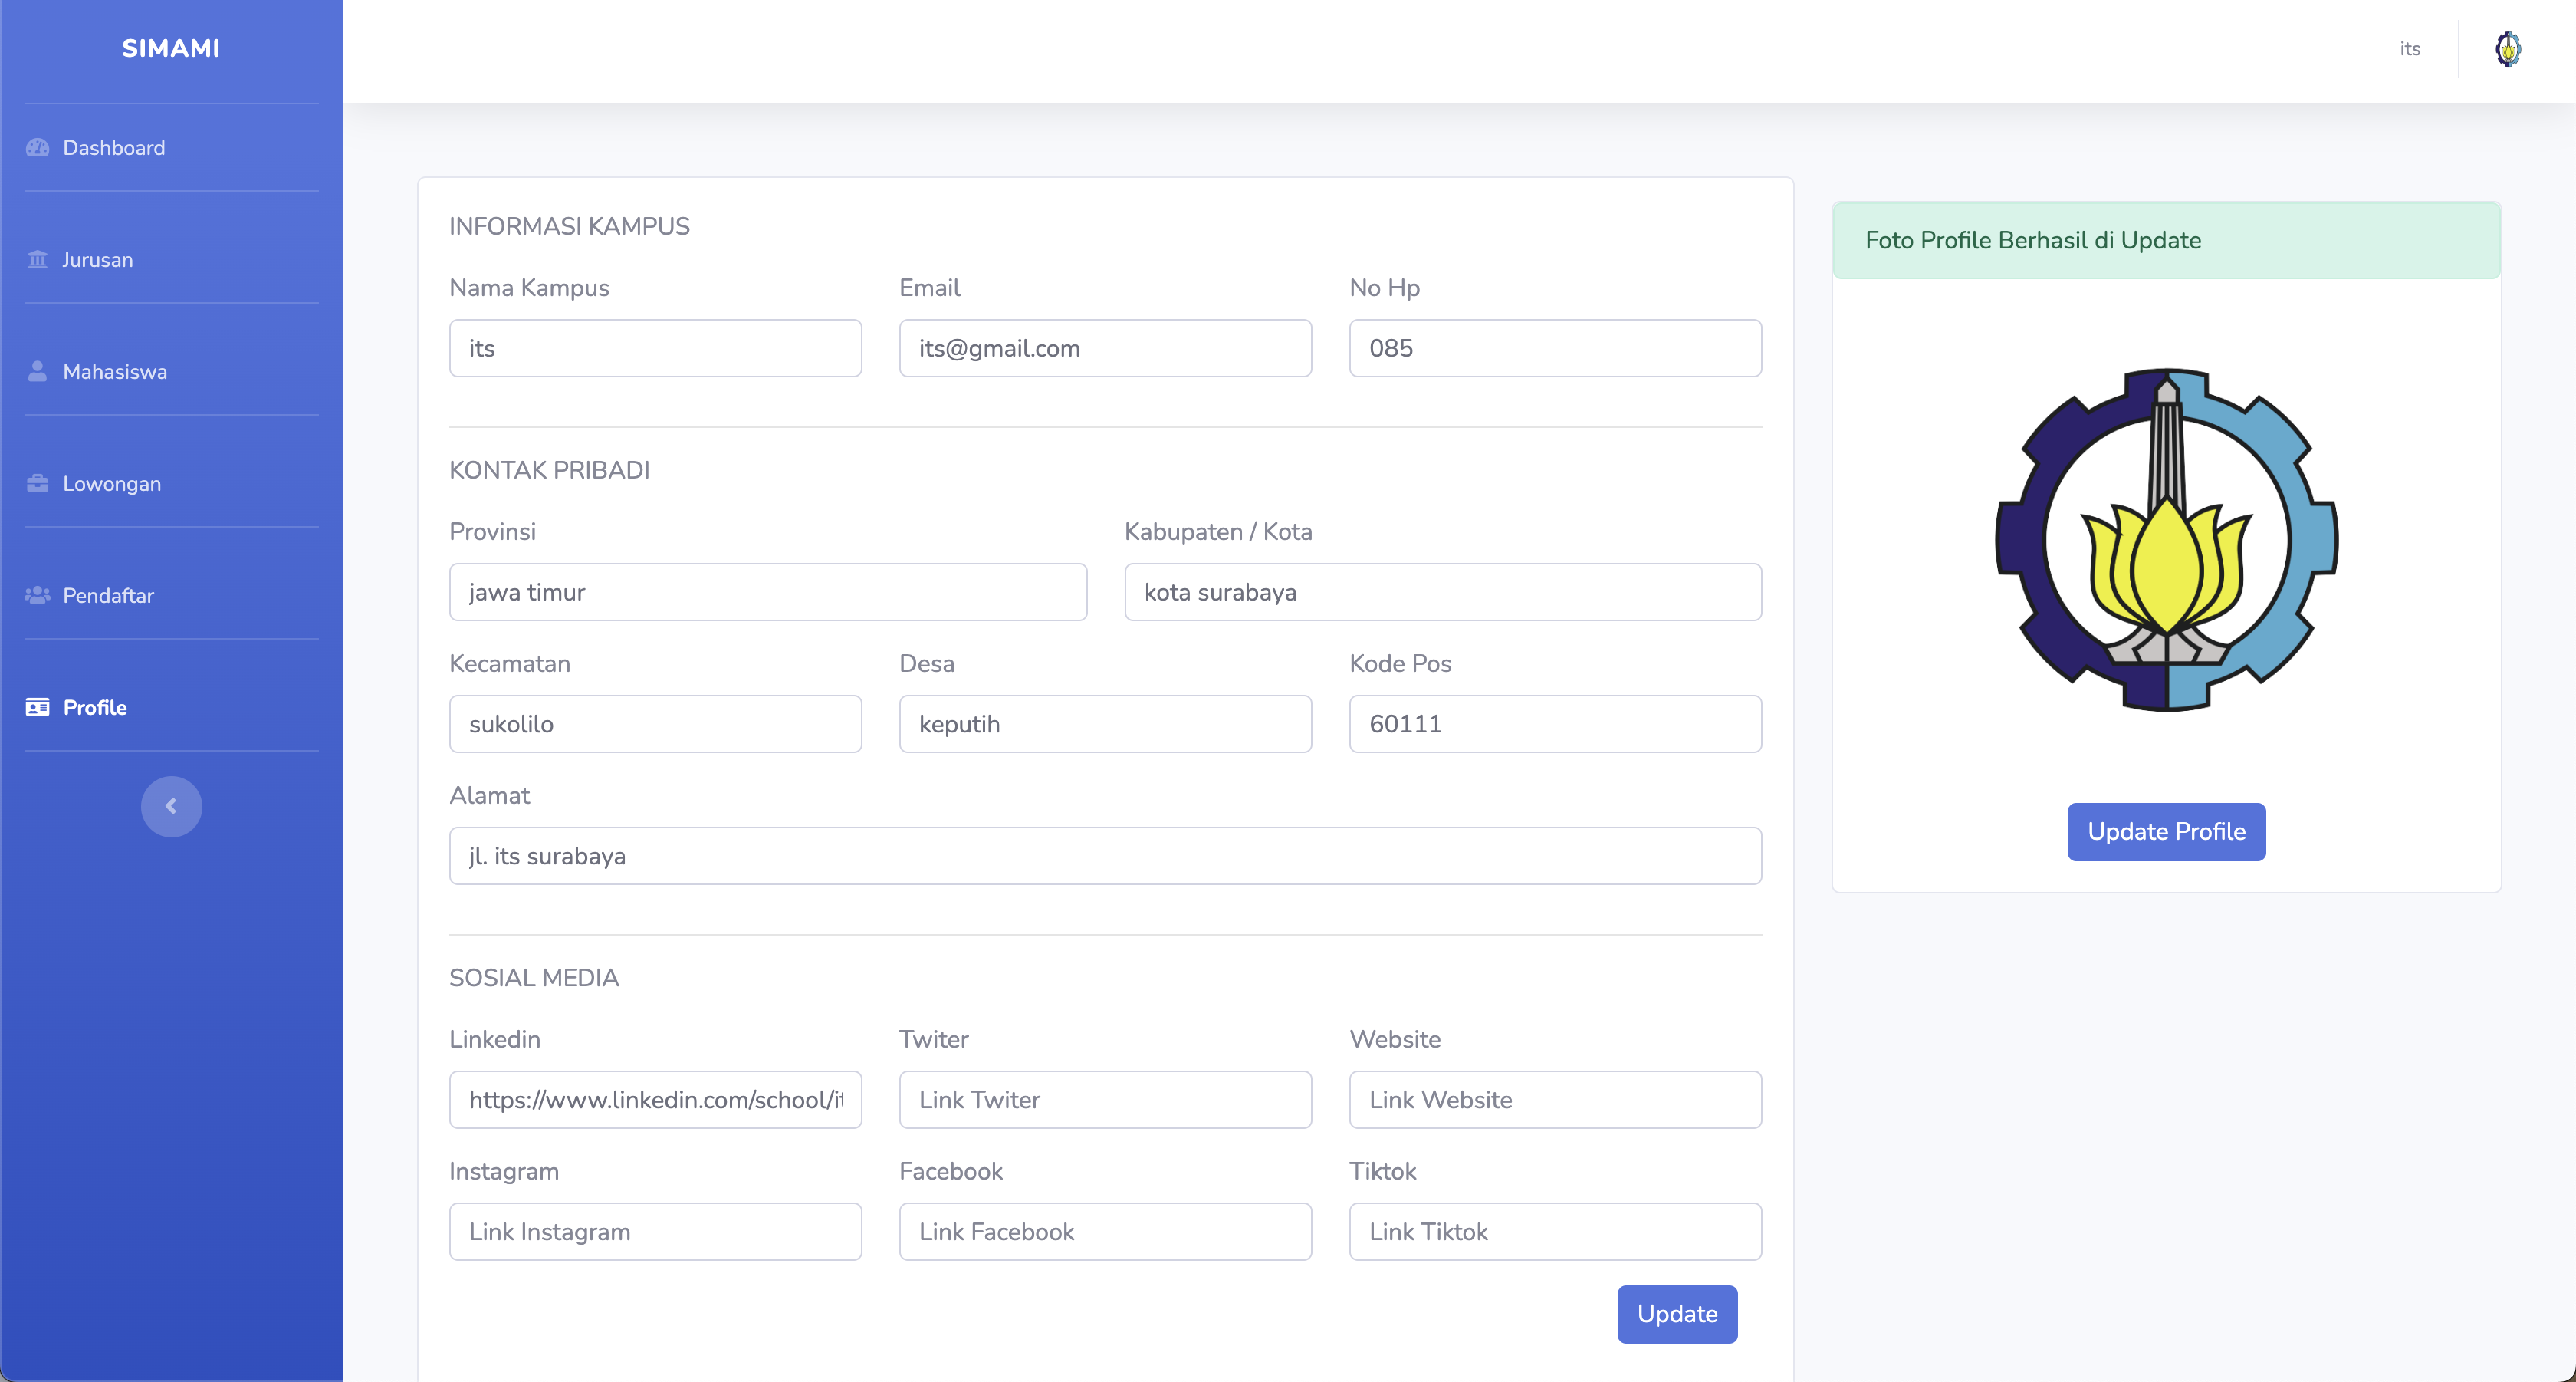 SIMAMI
Dashboard
Jurusan
Mahasiswa
Lowongan
Pendaftar
Profile
its
INFORMASI KAMPUS
Nama Kampus Email No Hp
its its@gmail.com 085
KONTAK PRIBADI
Provinsi Kabupaten / Kota
jawa timur kota surabaya
Kecamatan Desa Kode Pos
sukolilo keputih 60111
Alamat
jl. its surabaya
SOSIAL MEDIA
Linkedin Twiter Website
https://www.linkedin.com/school/it Link Twiter Link Website
Instagram Facebook Tiktok
Link Instagram Link Facebook Link Tiktok
Update
Foto Profile Berhasil di Update
Update Profile